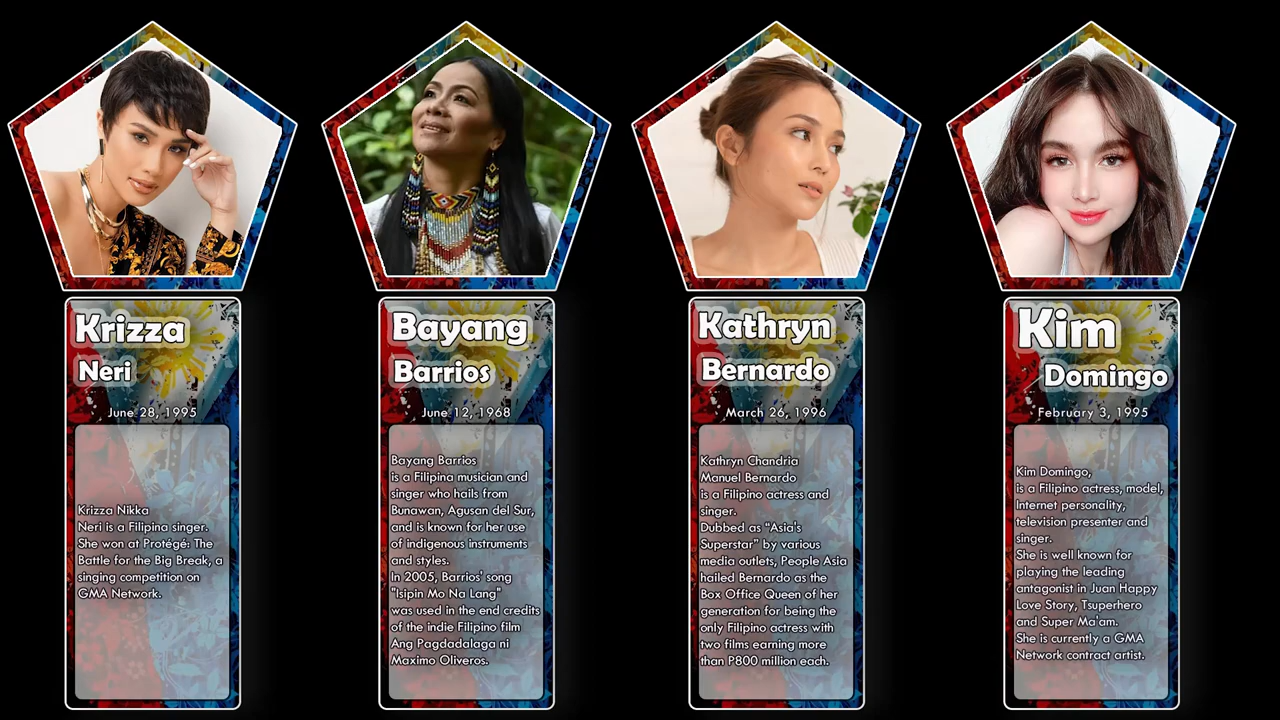 Krizza
Neri
June 28, 1995
Krizza Nikka
Neri is a Filipina singer.
She won at Protégé: The
Battle for the Big Break, a
singing competition on
GMA Network.
Bayang
Barrios
June 12, 1968
Bayang Barrios
is a Filipina musician and
singer who hails from
Bunawan, Agusan del Sur,
and is known for her use
of indigenous instruments
and styles.
In 2005, Barrios' song
"Isipin Mo Na Lang"
was used in the end credits
of the indie Filipino film
Ang Pagdadalaga ni
Maximo Oliveros.
Kathryn
Bernardo
March 26, 1996
Kathryn Chandria
Manuel Bernardo
is a Filipino actress and
singer.
Dubbed as "Asia's
Superstar" by various
media outlets, People Asia
hailed Bernardo as the
Box Office Queen of her
generation for being the
only Filipino actress with
two films earning more
than P800 million each.
Kim
Domingo
February 3, 1995
Kim Domingo,
is a Filipino actress, model,
Internet personality,
television presenter and
singer.
She is well known for
playing the leading
antagonist in Juan Happy
Love Story, Tsuperhero
and Super Ma'am.
She is currently a GMA
Network contract artist.